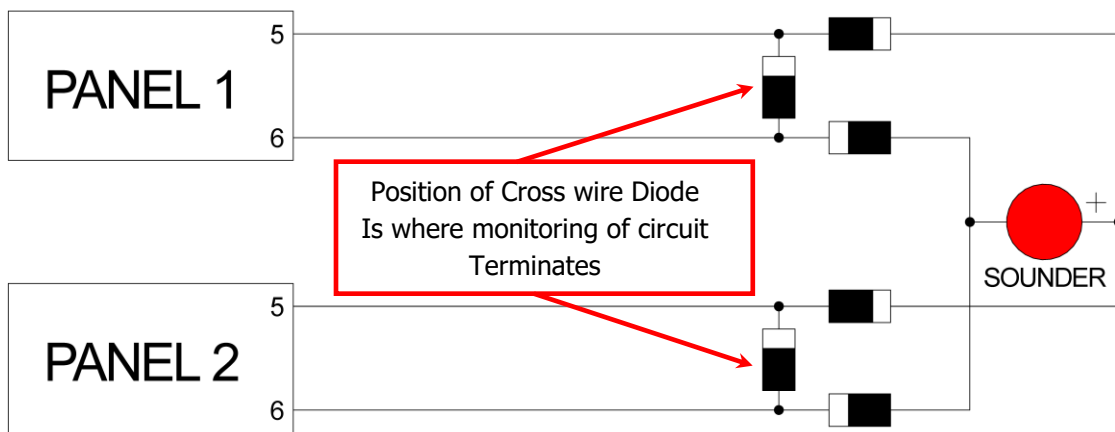 5
PANEL 1
6
Position of Cross wire Diode
Is where monitoring of circuit
Terminates
+
SOUNDER
5
PANEL 2
6